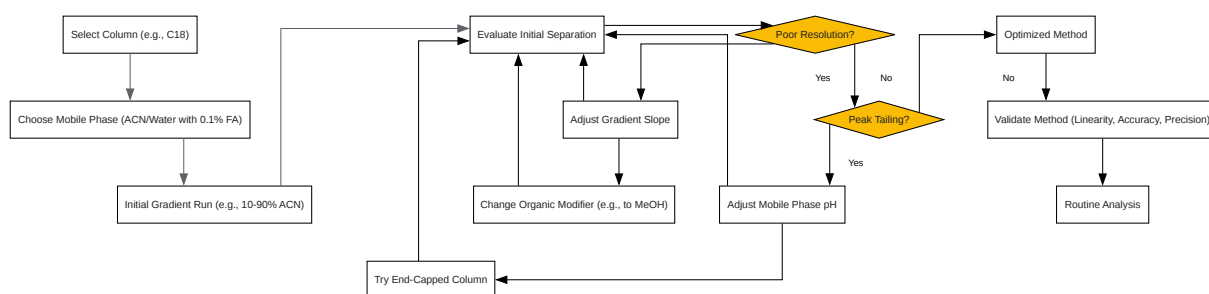 Select Column (e.g., C18)
Evaluate Initial Separation
Poor Resolution?
Optimized Method
Yes
No
No
Choose Mobile Phase (ACN/Water with 0.1% FA)
Adjust Gradient Slope
Peak Tailing?
Validate Method (Linearity, Accuracy, Precision)
Yes
Initial Gradient Run (e.g., 10-90% ACN)
Change Organic Modifier (e.g., to MeOH)
Adjust Mobile Phase pH
Routine Analysis
Try End-Capped Column